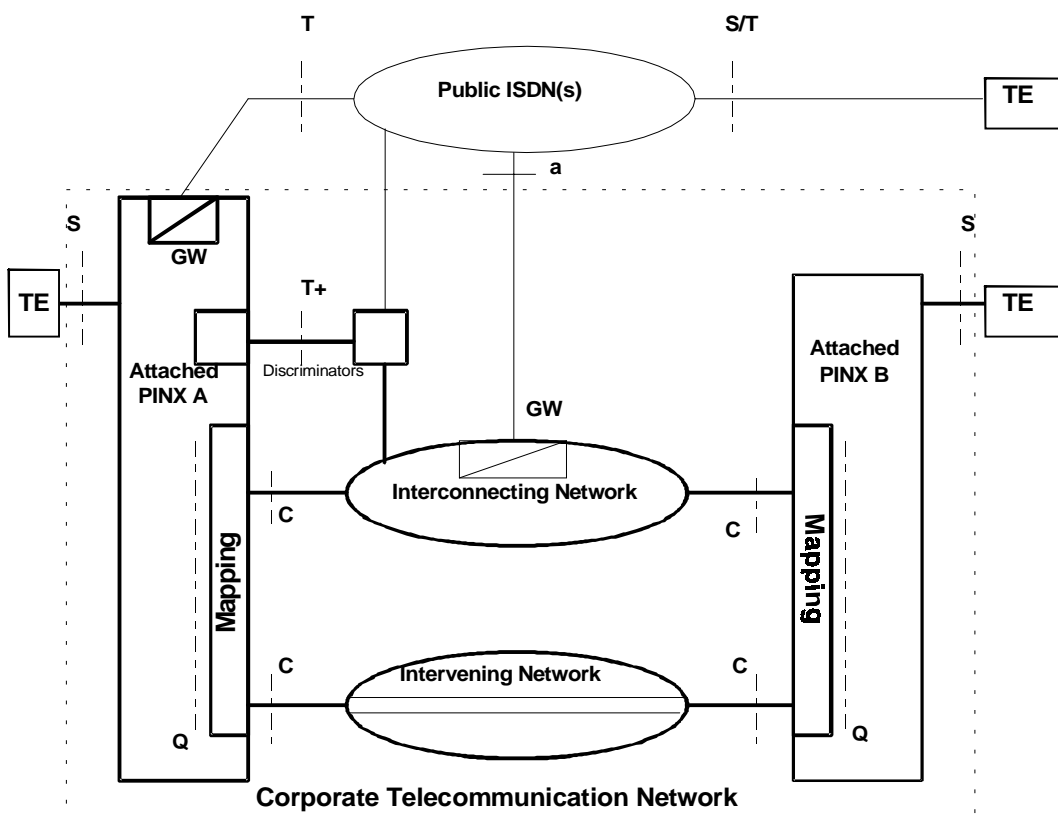 T
S/T
Public ISDN(s)
TE
a
S
GW
S
TE
T+
TE
Attached
PINX A
Discriminators
Attached
PINX B
GW
Interconnecting Network
C
C
Mapping
Mapping
C
Intervening Network
C
Q
Q
Corporate Telecommunication Network